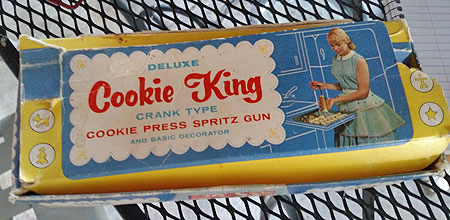 DELUXE
Cookie King
CRANK TYPE
COOKIE PRESS SPRITZ GUN
AND BASIC DECORATOR